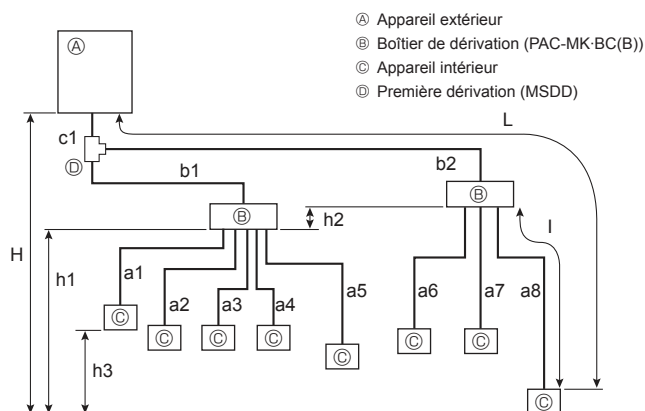 Ⓐ Appareil extérieur
Ⓑ Boîtier de dérivation (PAC-MK·BC(B))
Ⓒ Appareil intérieur
Ⓓ Première dérivation (MSDD)
Ⓐ
L
c1
Ⓓ
b1
b2
Ⓑ
Ⓑ
h2
H
h1
l
a1
a2
a3
a4
a5
a6
a7
a8
Ⓒ
Ⓒ
Ⓒ
Ⓒ
Ⓒ
Ⓒ
Ⓒ
h3
Ⓒ